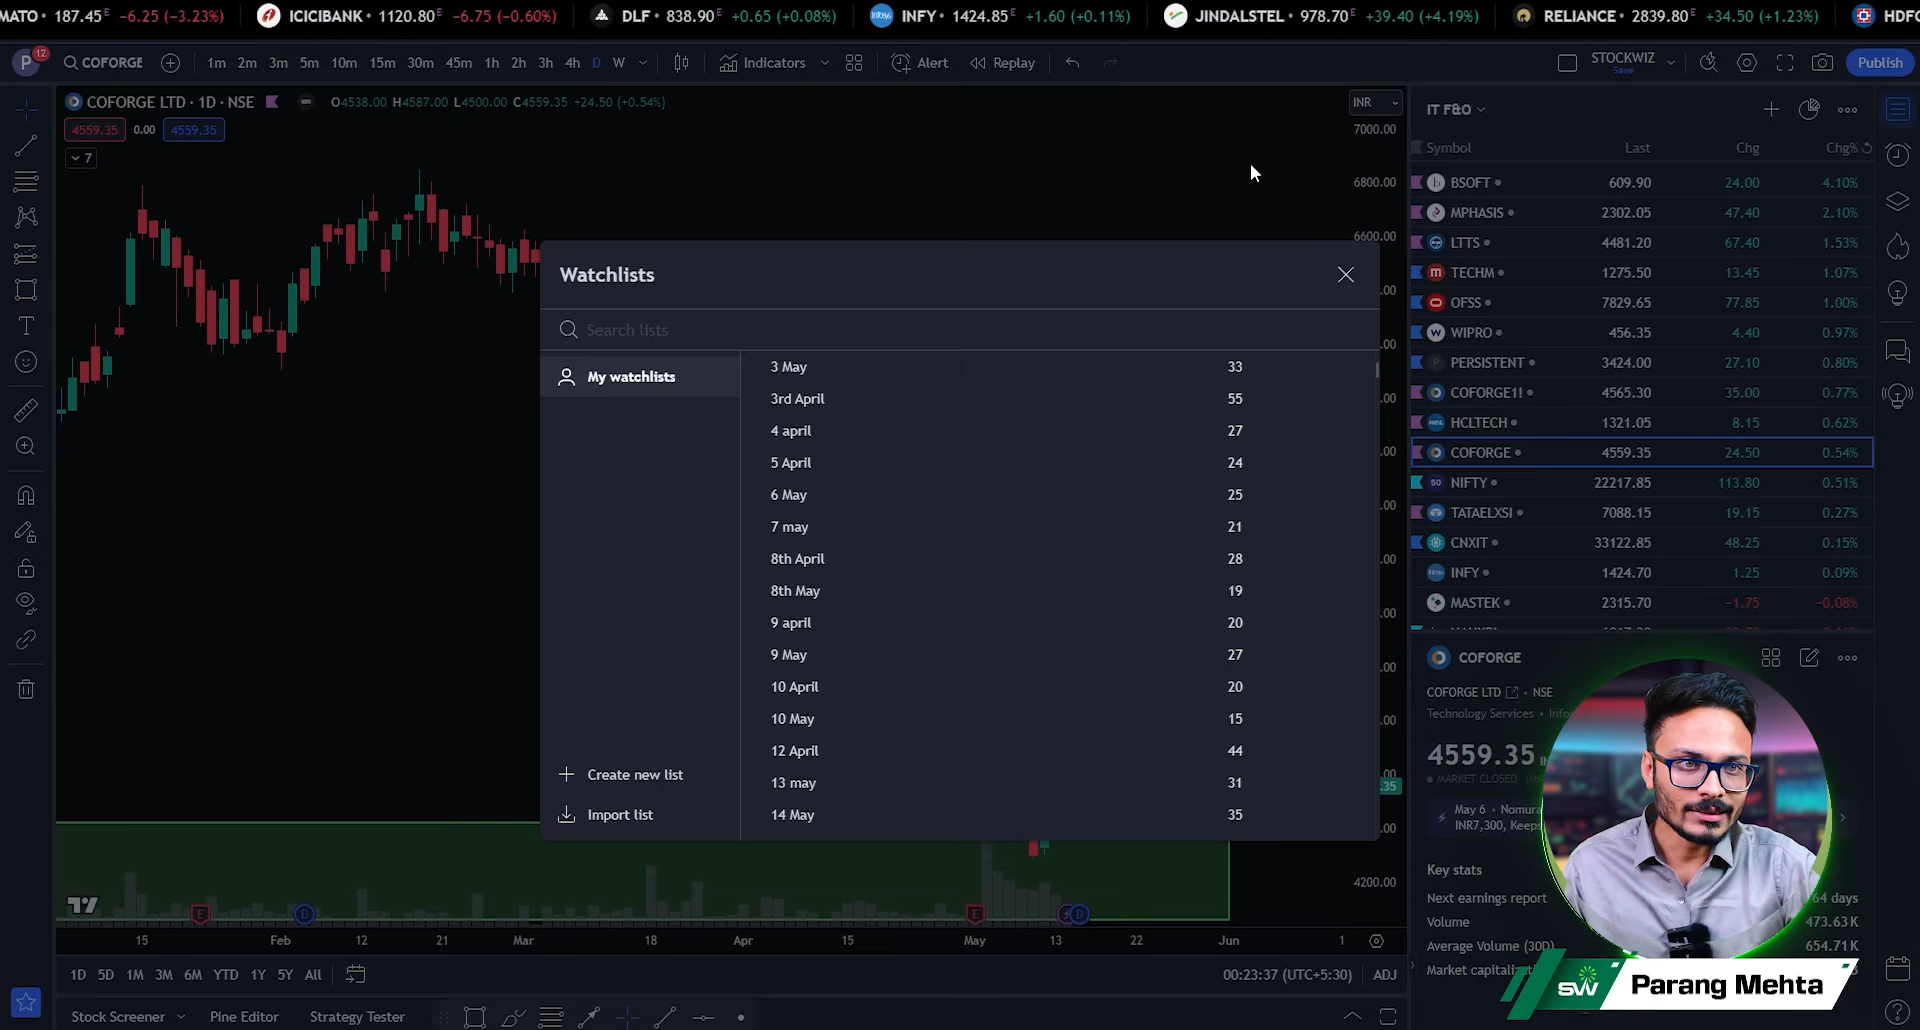 MATO · 187.45ᴱ −6.25 (−3.23%) ICICIBANK · 1120.80ᴱ −6.75 (−0.60%) DLF · 838.90ᴱ +0.65 (+0.08%) INFY · 1424.85ᴱ +1.60 (+0.11%) JINDALSTEL · 978.70ᴱ +39.40 (+4.19%) RELIANCE · 2839.80ᴱ +34.50 (+1.23%) HDFC
P 12 COFORGE 1m 2m 3m 5m 10m 15m 30m 45m 1h 2h 3h 4h D W Indicators Alert Replay STOCKWIZ Save Publish
COFORGE LTD · 1D · NSE O4538.00 H4587.00 L4500.00 C4559.35 +24.50 (+0.54%) INR
4559.35 0.00 4559.35
7
7000.00
6800.00
6600.00
IT F&O
Symbol Last Chg Chg%
BSOFT 609.90 24.00 4.10%
MPHASIS 2302.05 47.40 2.10%
LTTS 4481.20 67.40 1.53%
TECHM 1275.50 13.45 1.07%
OFSS 7829.65 77.85 1.00%
WIPRO 456.35 4.40 0.97%
PERSISTENT 3424.00 27.10 0.80%
COFORGE1! 4565.30 35.00 0.77%
HCLTECH 1321.05 8.15 0.62%
COFORGE 4559.35 24.50 0.54%
NIFTY 22217.85 113.80 0.51%
TATAELXSI 7088.15 19.15 0.27%
CNXIT 33122.85 48.25 0.15%
INFY 1424.70 1.25 0.09%
MASTEK 2315.70 −1.75 −0.08%
Watchlists
Search lists
My watchlists
3 May 33
3rd April 55
4 april 27
5 April 24
6 May 25
7 may 21
8th April 28
8th May 19
9 april 20
9 May 27
10 April 20
10 May 15
12 April 44
13 may 31
14 May 35
Create new list
Import list
COFORGE
COFORGE LTD · NSE
Technology Services
4559.35
MARKET CLOSED
May 6 · Nomura
INR7,300, Keeps
Key stats
Next earnings report 64 days
Volume 473.63K
Average Volume (30D) 654.71K
Market capitaliz
4200.00
E D E D
15 Feb 12 21 Mar 18 Apr 15 May 13 22 Jun 1
1D 5D 1M 3M 6M YTD 1Y 5Y All 00:23:37 (UTC+5:30) ADJ
Stock Screener Pine Editor Strategy Tester
SW Parang Mehta